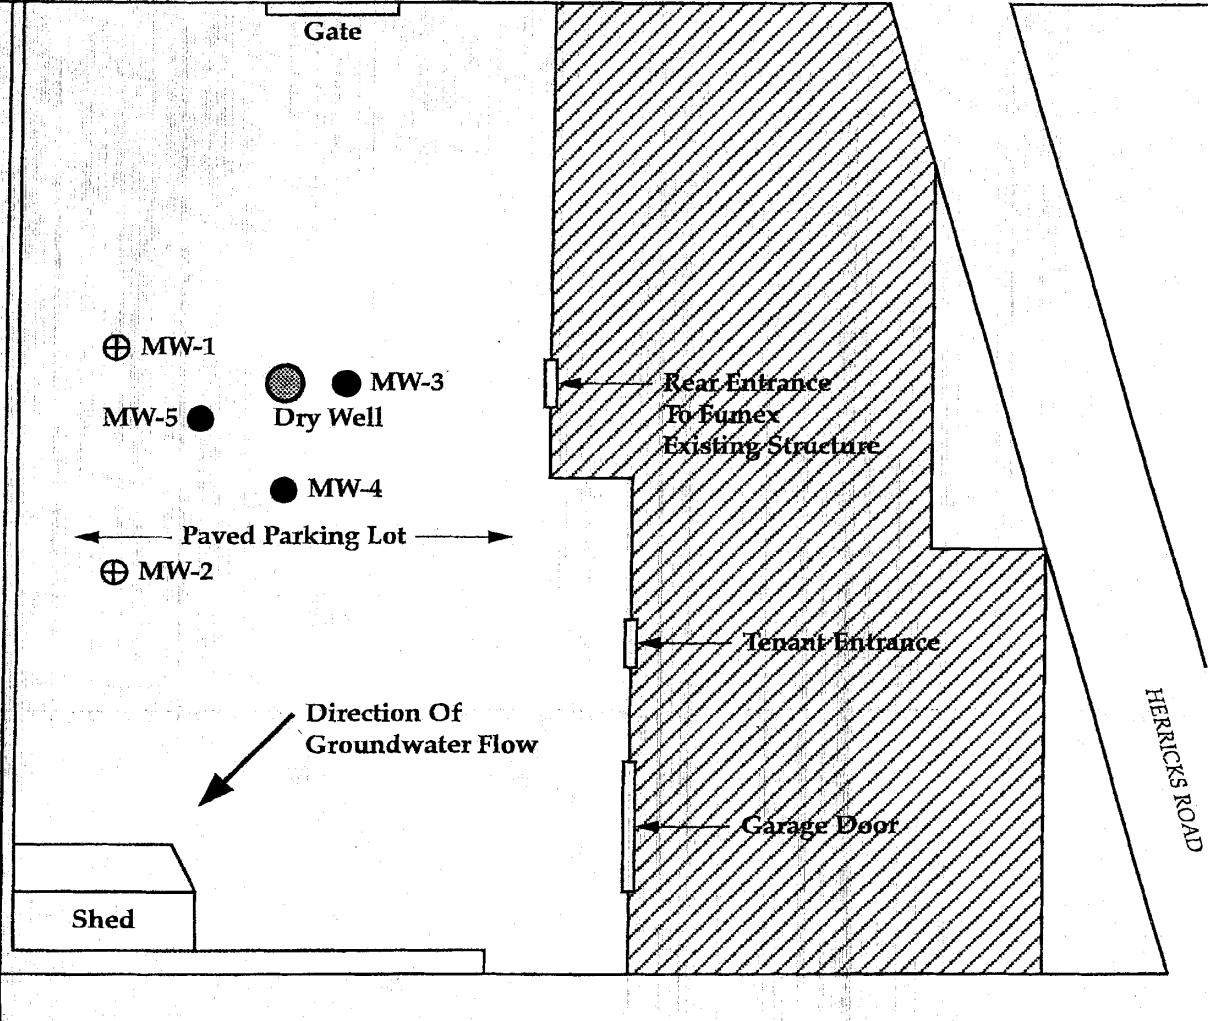 Gate
MW-1
MW-3
MW-5
Dry Well
Rear Entrance
To Fumex
Existing Structure
MW-4
Paved Parking Lot
MW-2
Tenant Entrance
Direction Of
Groundwater Flow
HERRICKS ROAD
Garage Door
Shed